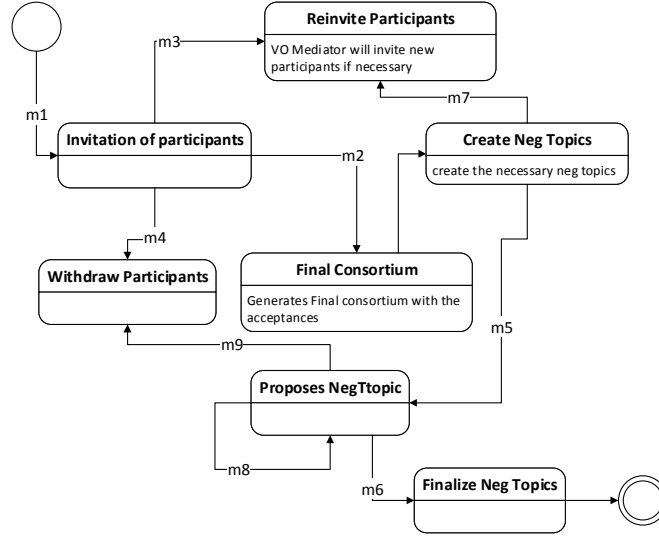 Reinvite Participants
VO Mediator will invite new
participants if necessary
m3
m1
m7
Invitation of participants
Create Neg Topics
create the necessary neg topics
m2
m4
Withdraw Participants
Final Consortium
Generates Final consortium with the
acceptances
m5
m9
Proposes NegTtopic
m8
m6
Finalize Neg Topics